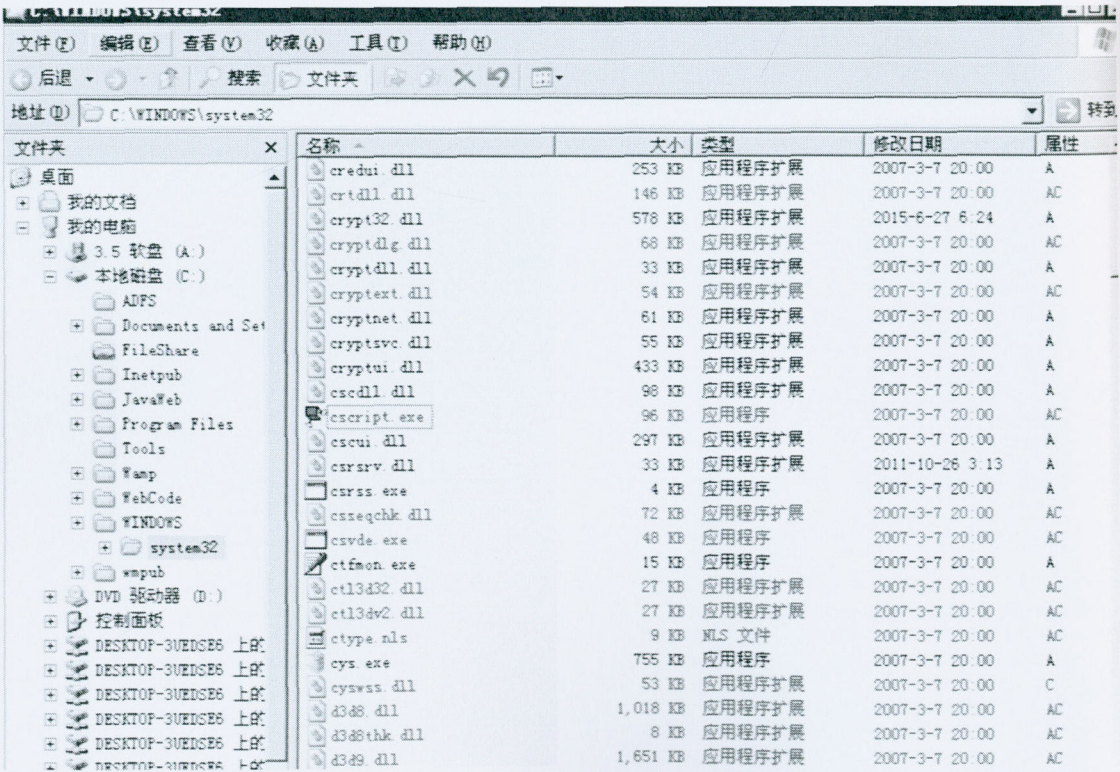 C:\WINDOWS\system32
文件(F) 编辑(E) 查看(V) 收藏(A) 工具(T) 帮助(H)
后退 搜索 文件夹
地址(D) C:\WINDOWS\system32 转到
文件夹
桌面
我的文档
我的电脑
3.5 软盘 (A:)
本地磁盘 (C:)
ADFS
Documents and Set
FileShare
Inetpub
JavaWeb
Program Files
Tools
Wamp
WebCode
WINDOWS
system32
wmpub
DVD 驱动器 (D:)
控制面板
DESKTOP-3UEDSE6 上的
DESKTOP-3UEDSE6 上的
DESKTOP-3UEDSE6 上的
DESKTOP-3UEDSE6 上的
DESKTOP-3UEDSE6 上的
DESKTOP-3UEDSE6 上的
名称 大小 类型 修改日期 属性
credui.dll 253 KB 应用程序扩展 2007-3-7 20:00 A
crtdll.dll 146 KB 应用程序扩展 2007-3-7 20:00 AC
crypt32.dll 578 KB 应用程序扩展 2015-6-27 6:24 A
cryptdlg.dll 68 KB 应用程序扩展 2007-3-7 20:00 AC
cryptdll.dll 33 KB 应用程序扩展 2007-3-7 20:00 A
cryptext.dll 54 KB 应用程序扩展 2007-3-7 20:00 AC
cryptnet.dll 61 KB 应用程序扩展 2007-3-7 20:00 A
cryptsvc.dll 55 KB 应用程序扩展 2007-3-7 20:00 A
cryptui.dll 433 KB 应用程序扩展 2007-3-7 20:00 A
cscdll.dll 98 KB 应用程序扩展 2007-3-7 20:00 A
cscript.exe 96 KB 应用程序 2007-3-7 20:00 AC
cscui.dll 297 KB 应用程序扩展 2007-3-7 20:00 A
csrsrv.dll 33 KB 应用程序扩展 2011-10-26 3:13 A
csrss.exe 4 KB 应用程序 2007-3-7 20:00 A
csseqchk.dll 72 KB 应用程序扩展 2007-3-7 20:00 AC
csvde.exe 48 KB 应用程序 2007-3-7 20:00 AC
ctfmon.exe 15 KB 应用程序 2007-3-7 20:00 A
ctl3d32.dll 27 KB 应用程序扩展 2007-3-7 20:00 AC
ctl3dv2.dll 27 KB 应用程序扩展 2007-3-7 20:00 AC
ctype.nls 9 KB NLS 文件 2007-3-7 20:00 AC
cys.exe 755 KB 应用程序 2007-3-7 20:00 A
cyswss.dll 53 KB 应用程序扩展 2007-3-7 20:00 C
d3d8.dll 1,018 KB 应用程序扩展 2007-3-7 20:00 AC
d3d8thk.dll 8 KB 应用程序扩展 2007-3-7 20:00 AC
d3d9.dll 1,651 KB 应用程序扩展 2007-3-7 20:00 AC